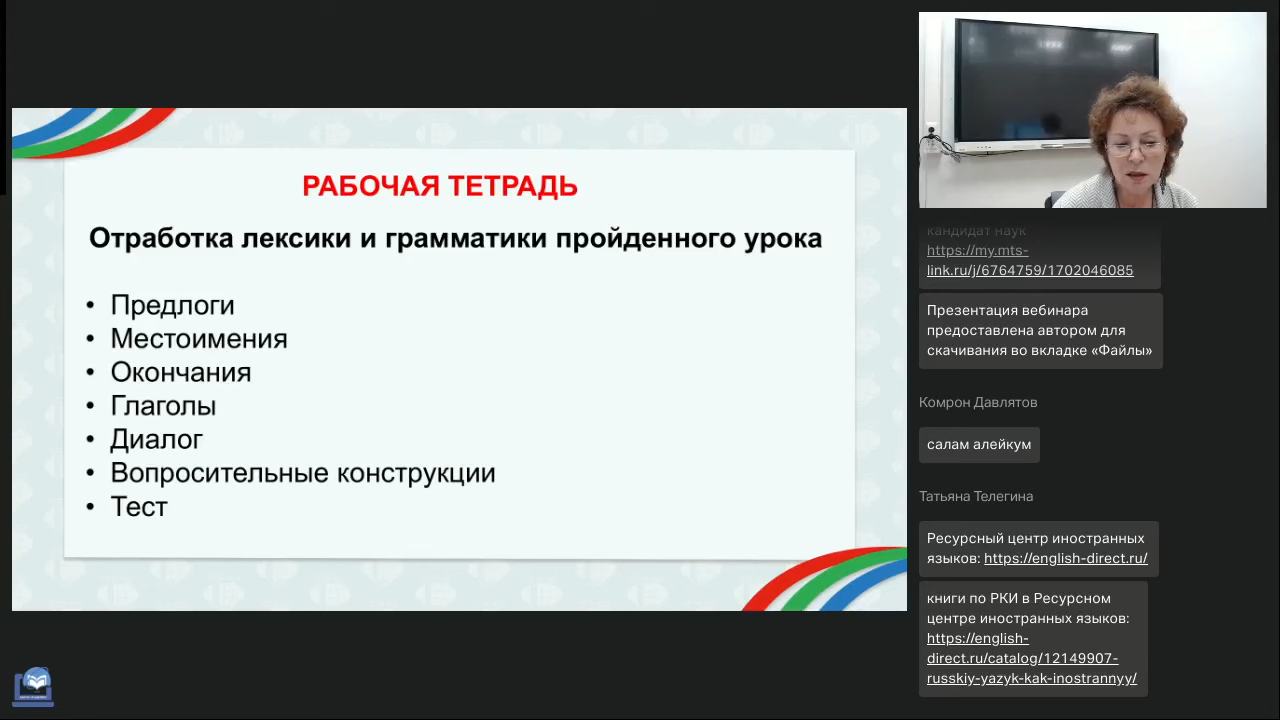 РАБОЧАЯ ТЕТРАДЬ
Отработка лексики и грамматики пройденного урока
• Предлоги
• Местоимения
• Окончания
• Глаголы
• Диалог
• Вопросительные конструкции
• Тест
кандидат наук
https://my.mts-
link.ru/j/6764759/1702046085
Презентация вебинара
предоставлена автором для
скачивания во вкладке «Файлы»
Комрон Давлятов
салам алейкум
Татьяна Телегина
Ресурсный центр иностранных
языков: https://english-direct.ru/
книги по РКИ в Ресурсном
центре иностранных языков:
https://english-
direct.ru/catalog/12149907-
russkiy-yazyk-kak-inostrannyy/